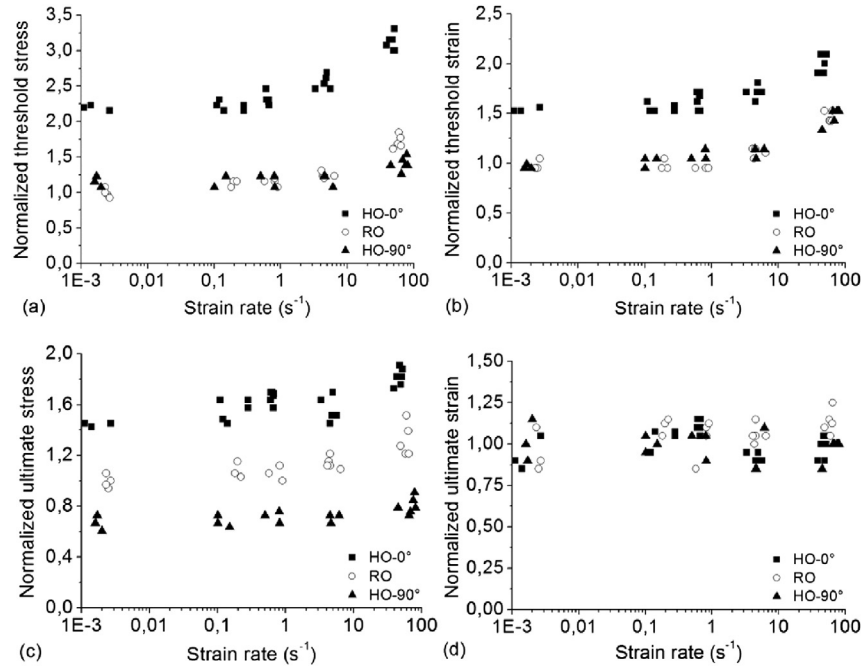 3,5
3,0
2,5
2,0
1,5
1,0
0,5
0,0
Normalized threshold stress
HO-0°
RO
HO-90°
1E-3 0,01 0,1 1 10 100
(a) Strain rate (s⁻¹)
2,5
2,0
1,5
1,0
0,5
0,0
Normalized threshold strain
HO-0°
RO
HO-90°
1E-3 0,01 0,1 1 10 100
(b) Strain rate (s⁻¹)
2,0
1,6
1,2
0,8
0,4
0,0
Normalized ultimate stress
HO-0°
RO
HO-90°
1E-3 0,01 0,1 1 10 100
(c) Strain rate (s⁻¹)
1,50
1,25
1,00
0,75
0,50
0,25
0,00
Normalized ultimate strain
HO-0°
RO
HO-90°
1E-3 0,01 0,1 1 10 100
(d) Strain rate (s⁻¹)